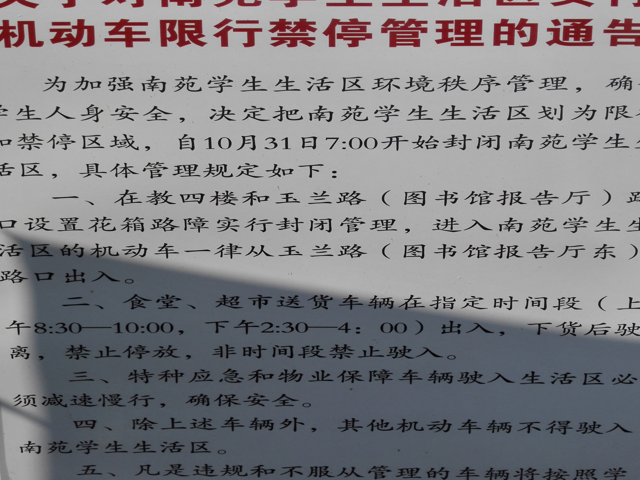 关于对南苑学生生活区实行
机动车限行禁停管理的通告
为加强南苑学生生活区环境秩序管理，确
学生人身安全，决定把南苑学生生活区划为限
和禁停区域，自10月31日7:00开始封闭南苑学生生
活区，具体管理规定如下：
一、在教四楼和玉兰路（图书馆报告厅）路
口设置花箱路障实行封闭管理，进入南苑学生生
活区的机动车一律从玉兰路（图书馆报告厅东）
路口出入。
二、食堂、超市送货车辆在指定时间段（上
午8:30—10:00，下午2:30—4：00）出入，下货后驶
离，禁止停放，非时间段禁止驶入。
三、特种应急和物业保障车辆驶入生活区必
须减速慢行，确保安全。
四、除上述车辆外，其他机动车辆不得驶入
南苑学生生活区。
五、凡是违规和不服从管理的车辆将按照学